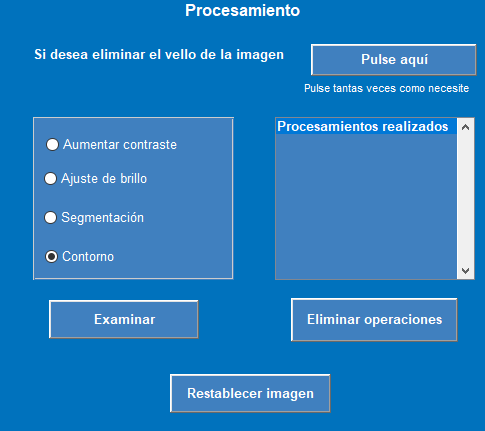 Procesamiento
Si desea eliminar el vello de la imagen
Pulse aquí
Pulse tantas veces como necesite
Aumentar contraste
Ajuste de brillo
Segmentación
Contorno
Procesamientos realizados
Examinar
Eliminar operaciones
Restablecer imagen